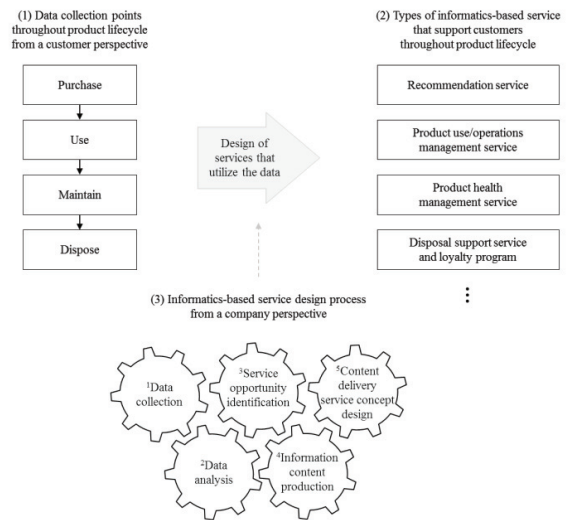 (1) Data collection points
throughout product lifecycle
from a customer perspective
Purchase
Use
Maintain
Dispose
Design of
services that
utilize the data
(2) Types of informatics-based service
that support customers
throughout product lifecycle
Recommendation service
Product use/operations
management service
Product health
management service
Disposal support service
and loyalty program
(3) Informatics-based service design process
from a company perspective
1Data
collection
2Data
analysis
3Service
opportunity
identification
4Information
content
production
5Content
delivery
service concept
design